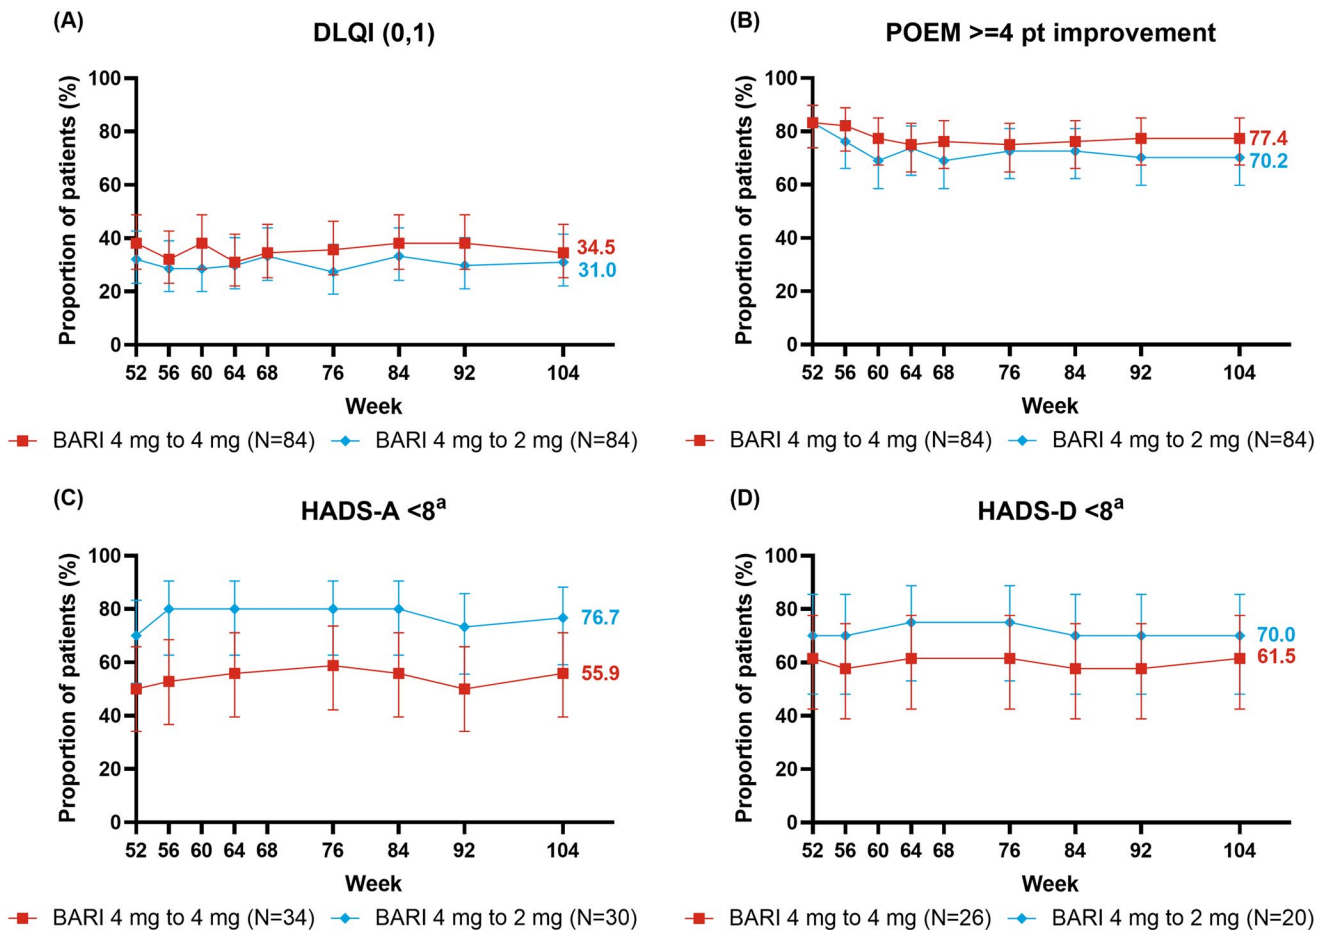 (A)
DLQI (0,1)
Proportion of patients (%)
100
80
60
40
20
0
34.5
31.0
52 56 60 64 68 76 84 92 104
Week
BARI 4 mg to 4 mg (N=84) BARI 4 mg to 2 mg (N=84)
(B)
POEM >=4 pt improvement
Proportion of patients (%)
100
80
60
40
20
0
77.4
70.2
52 56 60 64 68 76 84 92 104
Week
BARI 4 mg to 4 mg (N=84) BARI 4 mg to 2 mg (N=84)
(C)
HADS-A <8a
Proportion of patients (%)
100
80
60
40
20
0
76.7
55.9
52 56 60 64 68 76 84 92 104
Week
BARI 4 mg to 4 mg (N=34) BARI 4 mg to 2 mg (N=30)
(D)
HADS-D <8a
Proportion of patients (%)
100
80
60
40
20
0
70.0
61.5
52 56 60 64 68 76 84 92 104
Week
BARI 4 mg to 4 mg (N=26) BARI 4 mg to 2 mg (N=20)